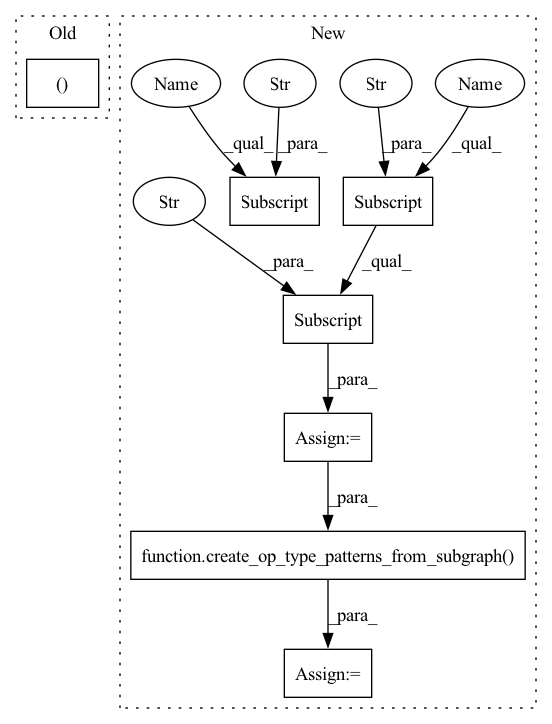 Old
New
()
Name
Str
Str
Name
_qual_
_para_
_para_
_qual_
Str
Subscript
Subscript
_para_
_qual_
Subscript
_para_
Assign:=
_para_
function.create_op_type_patterns_from_subgraph()
_para_
Assign:=